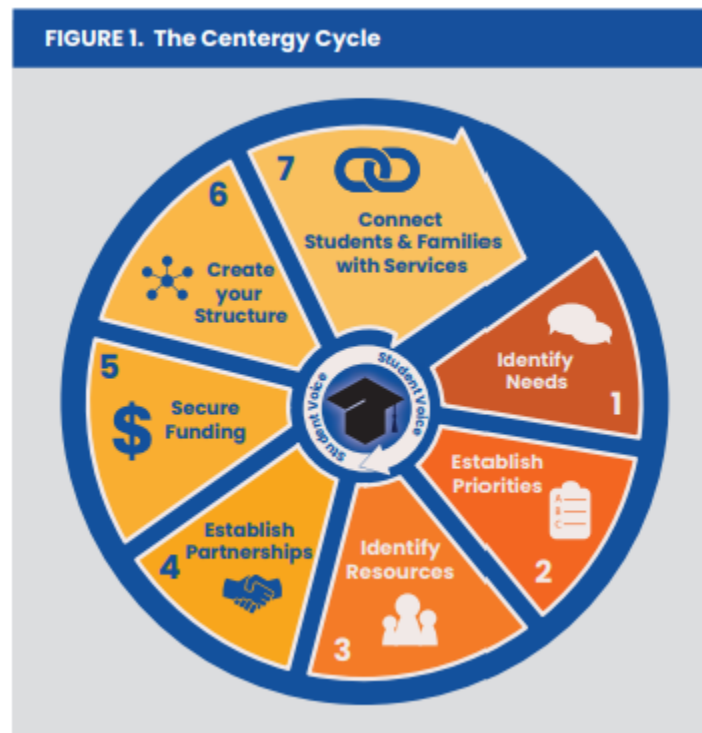 FIGURE 1. The Centergy Cycle
7
Connect
Students & Families
with Services
6
Create
your
Structure
5
$
Secure
Funding
Establish
Partnerships
4
Identify
Resources
3
Establish
Priorities
A
B
C
2
Identify
Needs
1
Student Voice
Student Voice